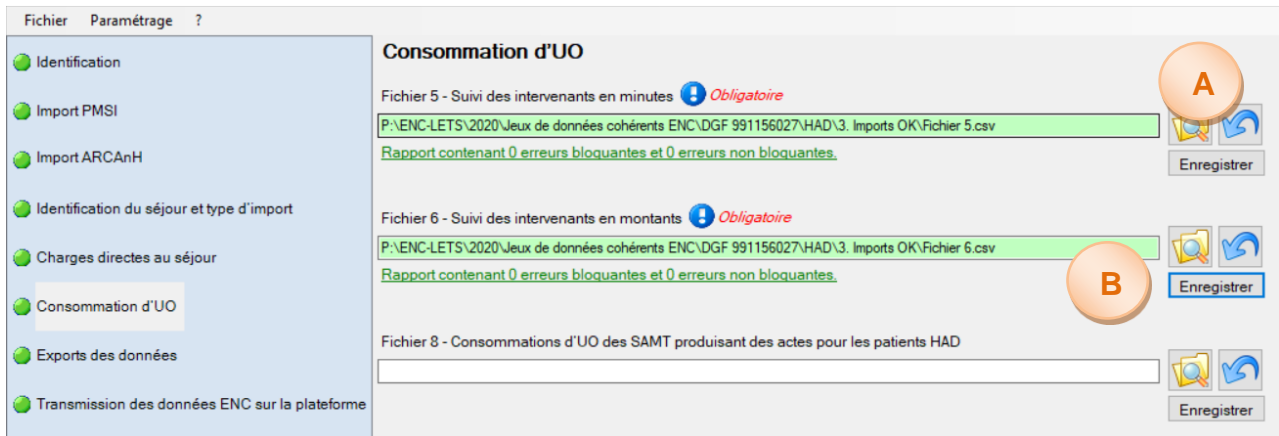 Fichier Paramétrage ?
Identification
Import PMSI
Import ARCAnH
Identification du séjour et type d'import
Charges directes au séjour
Consommation d'UO
Exports des données
Transmission des données ENC sur la plateforme
Consommation d'UO
Fichier 5 - Suivi des intervenants en minutes ! Obligatoire
P:\ENC-LETS\2020\Jeux de données cohérents ENC\DGF 991156027\HAD\3. Imports OK\Fichier 5.csv
Rapport contenant 0 erreurs bloquantes et 0 erreurs non bloquantes.
A
Enregistrer
Fichier 6 - Suivi des intervenants en montants ! Obligatoire
P:\ENC-LETS\2020\Jeux de données cohérents ENC\DGF 991156027\HAD\3. Imports OK\Fichier 6.csv
Rapport contenant 0 erreurs bloquantes et 0 erreurs non bloquantes.
B
Enregistrer
Fichier 8 - Consommations d'UO des SAMT produisant des actes pour les patients HAD
Enregistrer